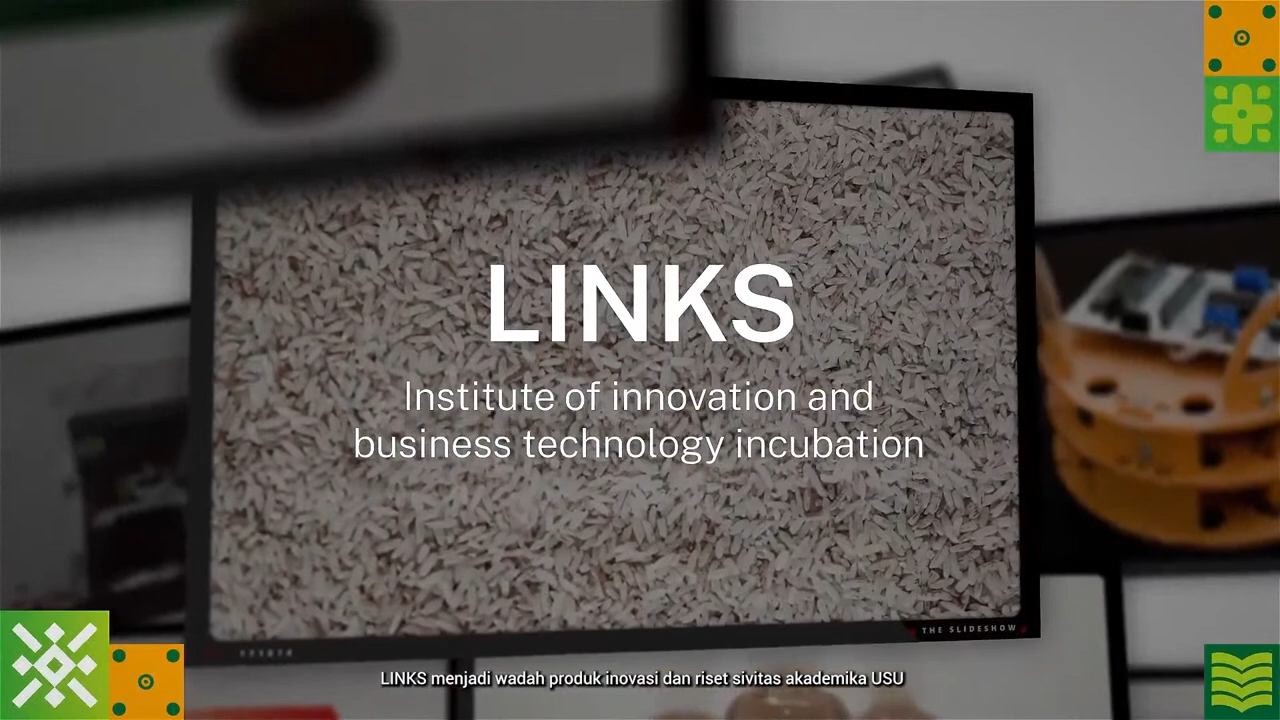 LINKS
Institute of innovation and
business technology incubation
THE SLIDESHOW
LINKS menjadi wadah produk inovasi dan riset sivitas akademika USU